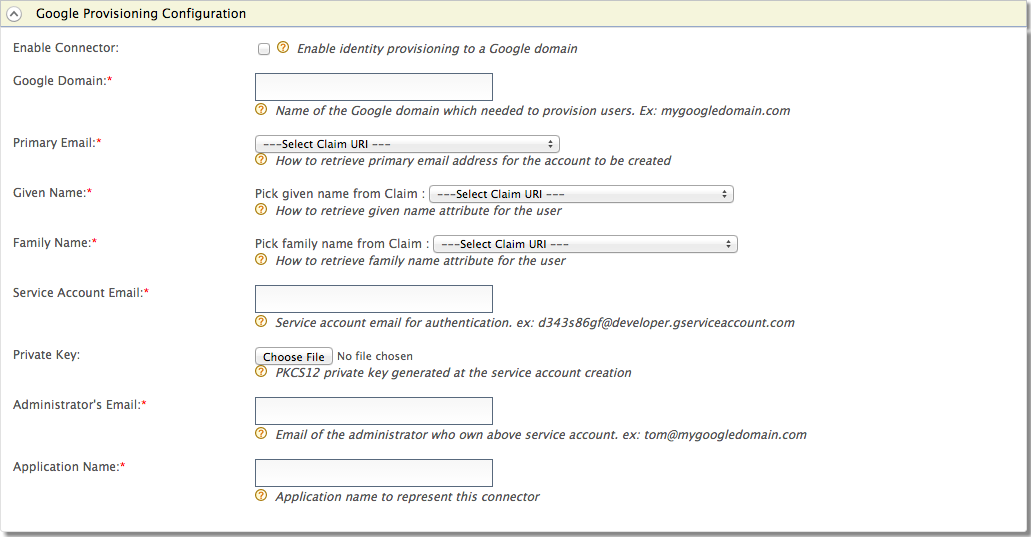 Google Provisioning Configuration
Enable Connector: Enable identity provisioning to a Google domain
Google Domain:*
Name of the Google domain which needed to provision users. Ex: mygoogledomain.com
Primary Email:* ---Select Claim URI ---
How to retrieve primary email address for the account to be created
Given Name:* Pick given name from Claim : ---Select Claim URI ---
How to retrieve given name attribute for the user
Family Name:* Pick family name from Claim : ---Select Claim URI ---
How to retrieve family name attribute for the user
Service Account Email:*
Service account email for authentication. ex: d343s86gf@developer.gserviceaccount.com
Private Key: Choose File No file chosen
PKCS12 private key generated at the service account creation
Administrator's Email:*
Email of the administrator who own above service account. ex: tom@mygoogledomain.com
Application Name:*
Application name to represent this connector